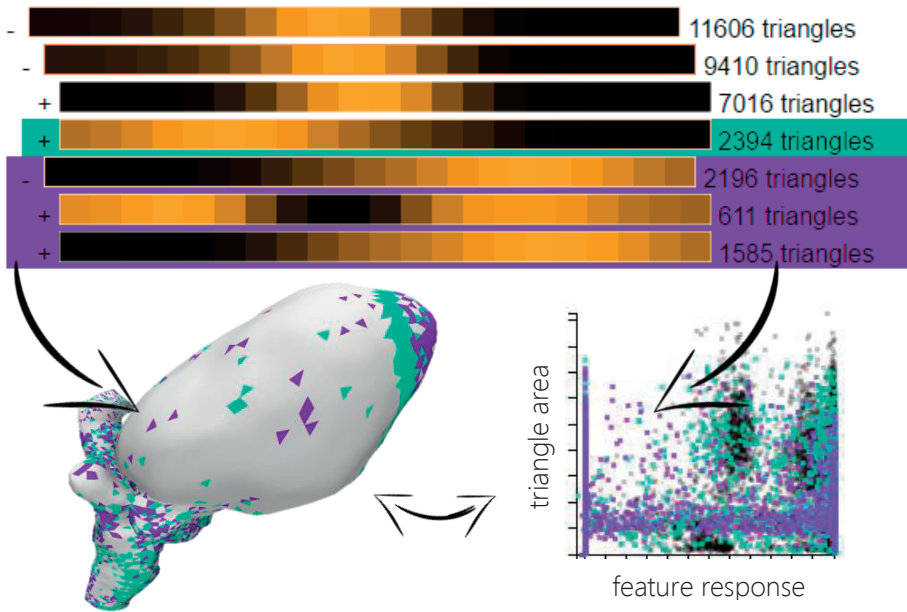 - 11606 triangles
- 9410 triangles
+ 7016 triangles
+ 2394 triangles
- 2196 triangles
+ 611 triangles
+ 1585 triangles
triangle area
feature response